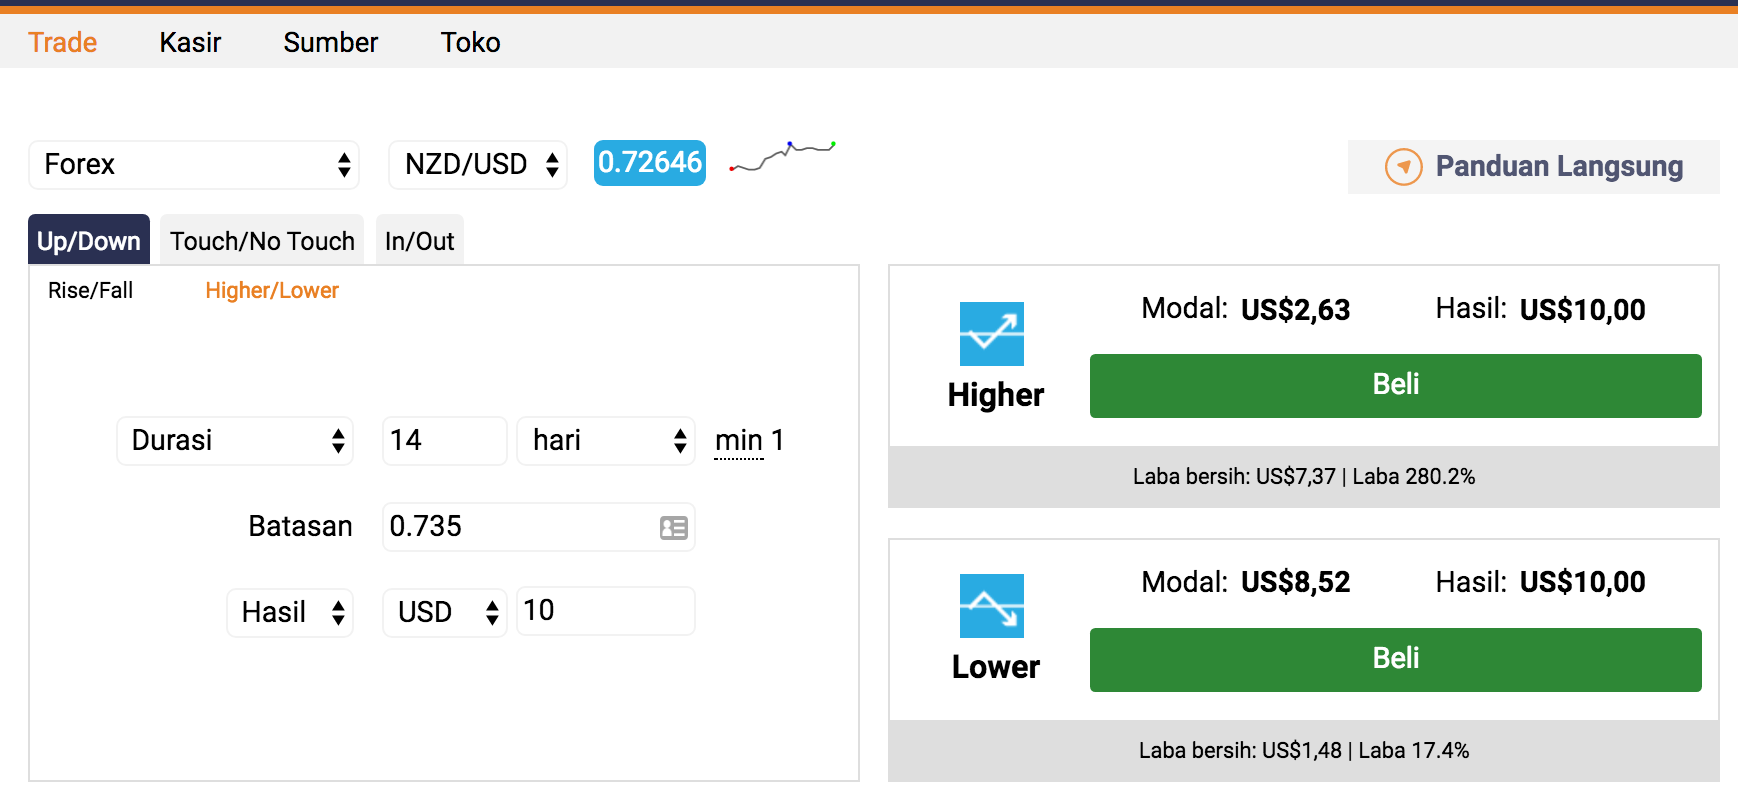 Trade Kasir Sumber Toko
Forex NZD/USD 0.72646 Panduan Langsung
Up/Down Touch/No Touch In/Out
Rise/Fall Higher/Lower
Durasi 14 hari min 1
Batasan 0.735
Hasil USD 10
Modal: US$2,63 Hasil: US$10,00
Higher
Beli
Laba bersih: US$7,37 | Laba 280.2%
Modal: US$8,52 Hasil: US$10,00
Lower
Beli
Laba bersih: US$1,48 | Laba 17.4%